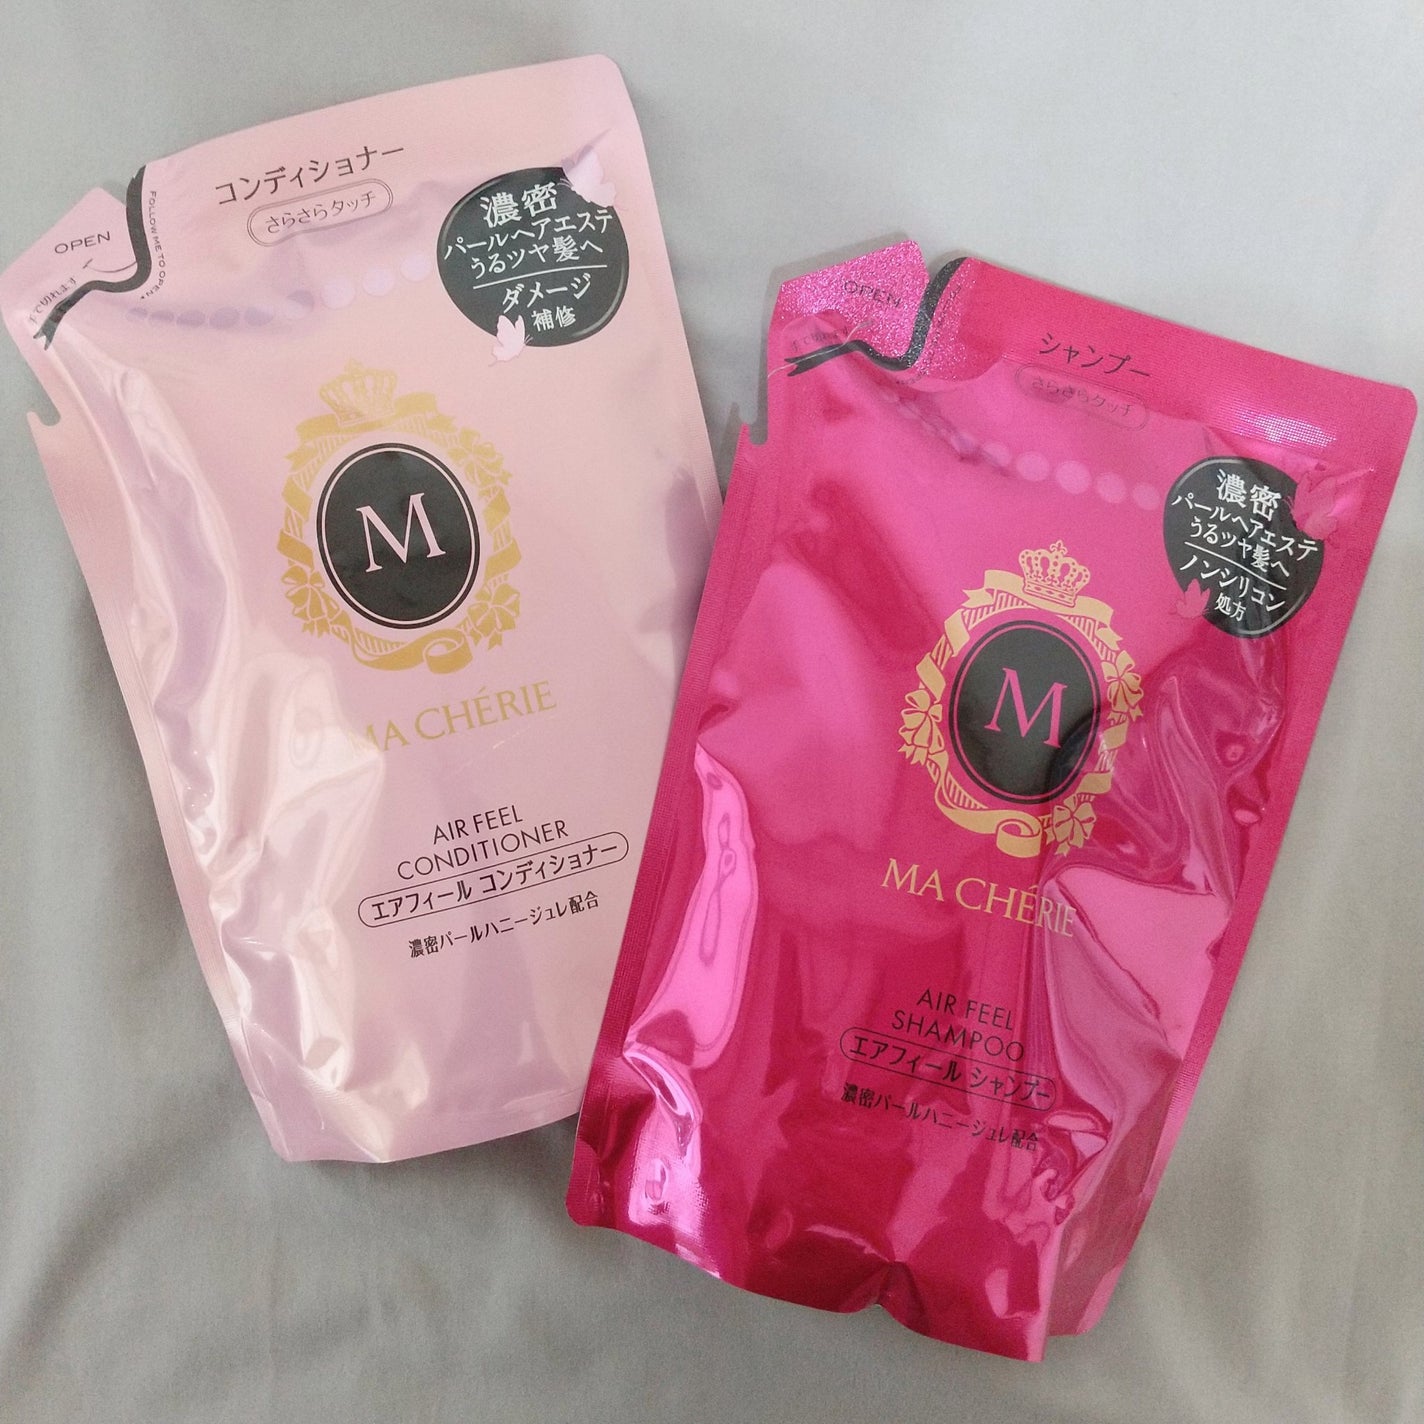 コンディショナー
さらさらタッチ
OPEN
FOLLOW ME TO OPEN
手で切れます
濃密
パールヘアエステ
うるツヤ髪へ
ダメージ
補修
M
MA CHÉRIE
AIR FEEL
CONDITIONER
エアフィール コンディショナー
濃密パールハニージュレ配合
OPEN
シャンプー
さらさらタッチ
濃密
パールヘアエステ
うるツヤ髪へ
ノンシリコン
処方
M
MA CHÉRIE
AIR FEEL
SHAMPOO
エアフィール シャンプー
濃密パールハニージュレ配合